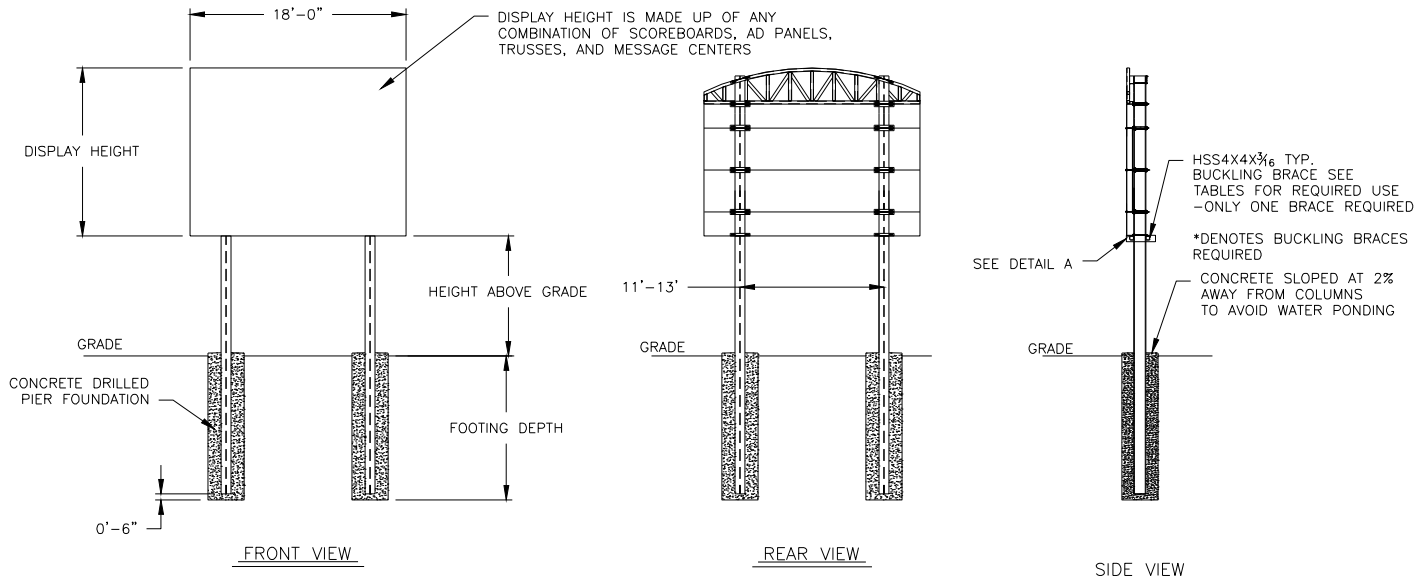 18'-0"
DISPLAY HEIGHT IS MADE UP OF ANY
COMBINATION OF SCOREBOARDS, AD PANELS,
TRUSSES, AND MESSAGE CENTERS
DISPLAY HEIGHT
HEIGHT ABOVE GRADE
GRADE
CONCRETE DRILLED
PIER FOUNDATION
FOOTING DEPTH
0'-6"
FRONT VIEW
11'-13'
GRADE
REAR VIEW
HSS4X4X3/16 TYP.
BUCKLING BRACE SEE
TABLES FOR REQUIRED USE
-ONLY ONE BRACE REQUIRED
*DENOTES BUCKLING BRACES
REQUIRED
SEE DETAIL A
CONCRETE SLOPED AT 2%
AWAY FROM COLUMNS
TO AVOID WATER PONDING
GRADE
SIDE VIEW